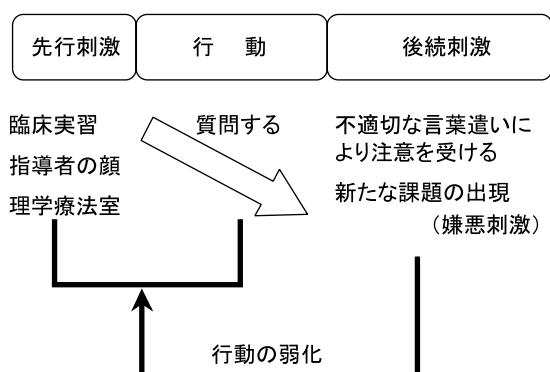 先行刺激
行　動
後続刺激
臨床実習
指導者の顔
理学療法室
質問する
不適切な言葉遣いに
より注意を受ける
新たな課題の出現
（嫌悪刺激）
行動の弱化